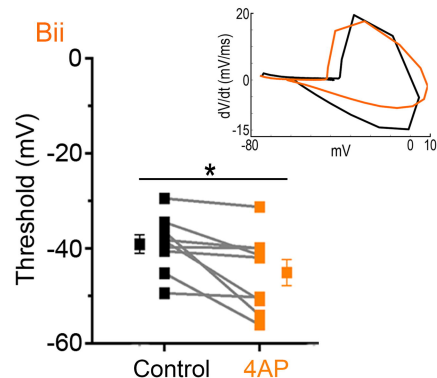 Bii
20
dV/dt (mV/ms)
-15
-80
0
10
mV
Threshold (mV)
0
-20
-40
-60
*
Control
4AP